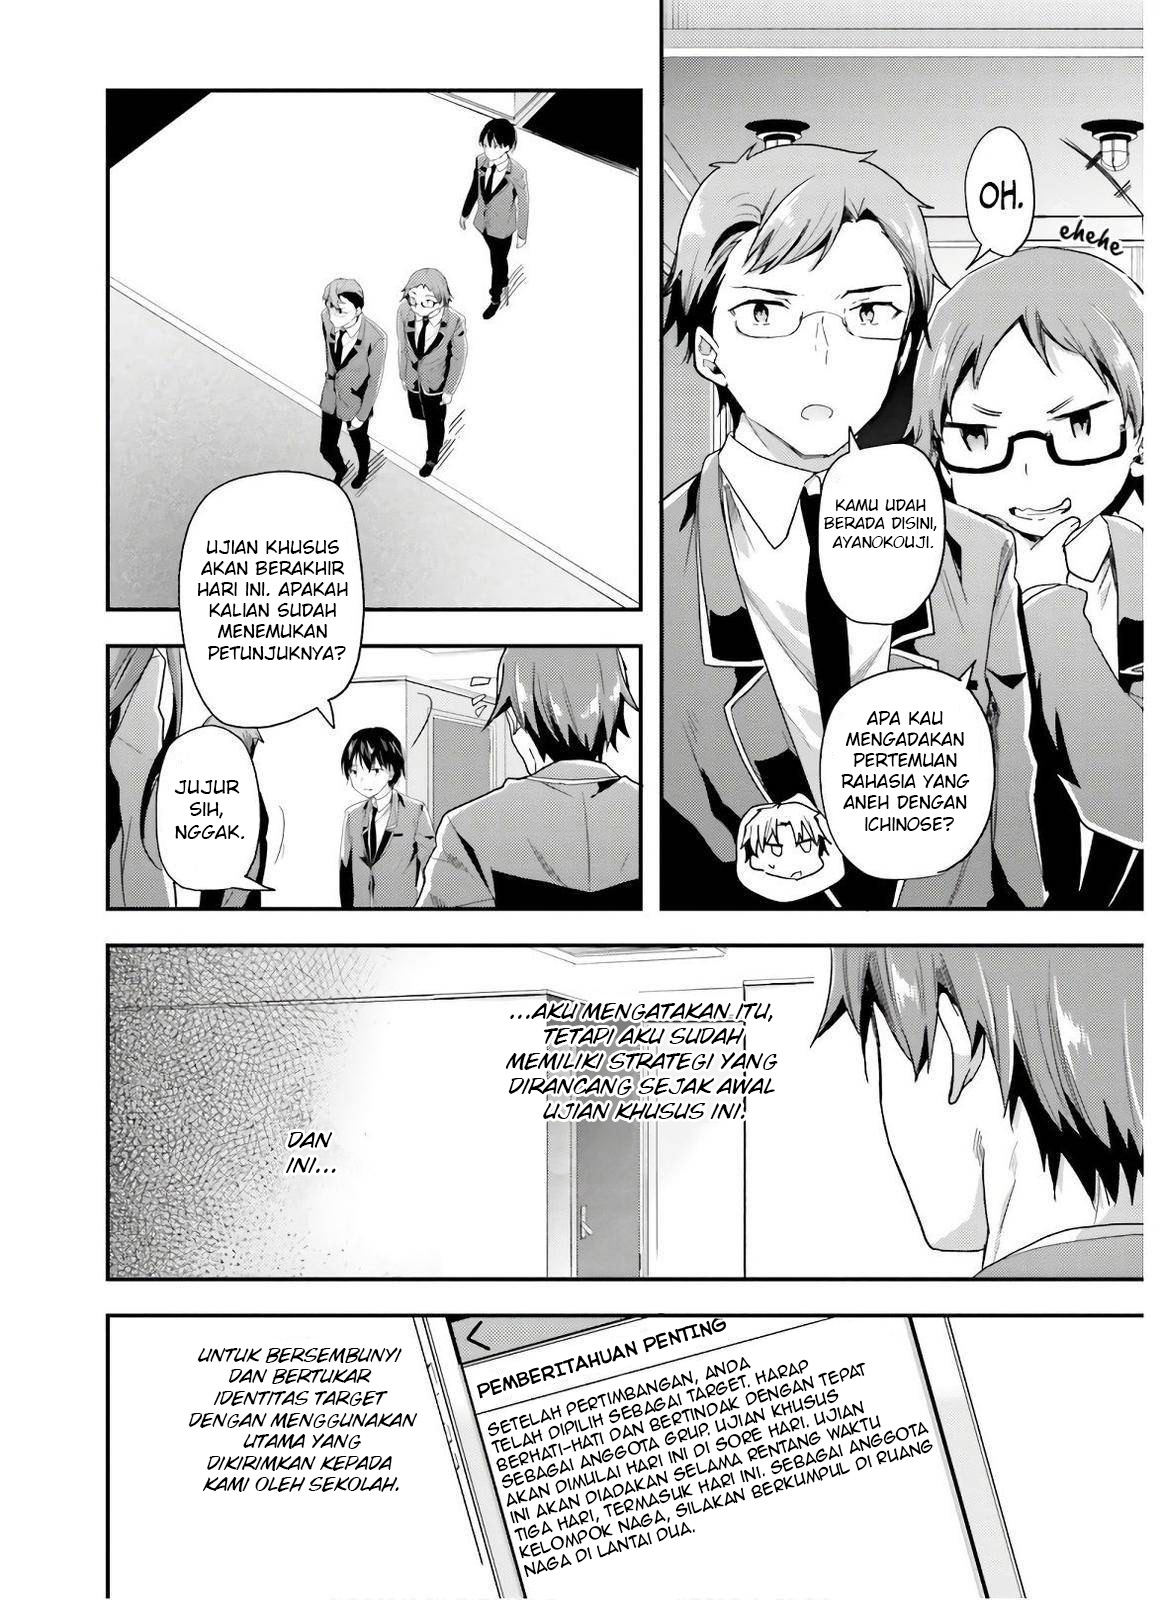 OH.
ehehe
KAMU UDAH
BERADA DISINI,
AYANOKOUJI.
APA KAU
MENGADAKAN
PERTEMUAN
RAHASIA YANG
ANEH DENGAN
ICHINOSE?
UJIAN KHUSUS
AKAN BERAKHIR
HARI INI. APAKAH
KALIAN SUDAH
MENEMUKAN
PETUNJUKNYA?
JUJUR
SIH,
NGGAK.
...AKU MENGATAKAN ITU,
TETAPI AKU SUDAH
MEMILIKI STRATEGI YANG
DIRANCANG SEJAK AWAL
UJIAN KHUSUS INI.
DAN
INI...
UNTUK BERSEMBUNYI
DAN BERTUKAR
IDENTITAS TARGET
DENGAN MENGGUNAKAN
UTAMA YANG
DIKIRIMKAN KEPADA
KAMI OLEH SEKOLAH.
PEMBERITAHUAN PENTING
SETELAH PERTIMBANGAN, ANDA
TELAH DIPILIH SEBAGAI TARGET. HARAP
BERHATI-HATI DAN BERTINDAK DENGAN TEPAT
SEBAGAI ANGGOTA GRUP. UJIAN KHUSUS
AKAN DIMULAI HARI INI DI SORE HARI. UJIAN
INI AKAN DIADAKAN SELAMA RENTANG WAKTU
TIGA HARI, TERMASUK HARI INI. SEBAGAI ANGGOTA
KELOMPOK NAGA, SILAKAN BERKUMPUL DI RUANG
NAGA DI LANTAI DUA.